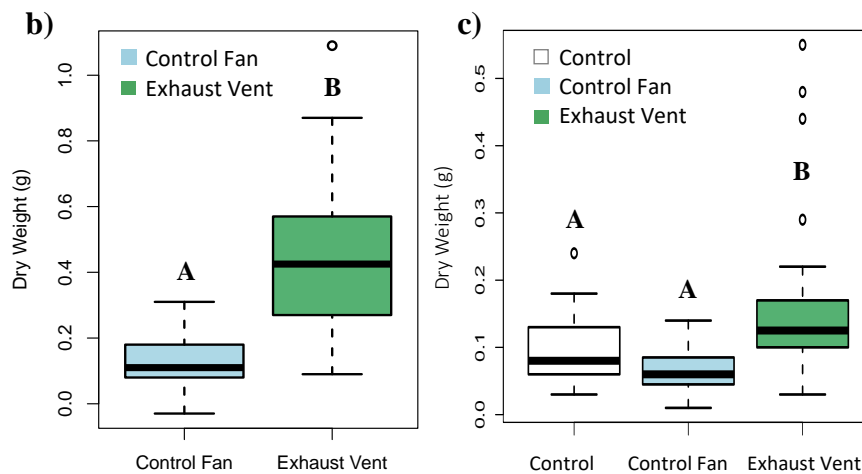 b)
Control Fan
Exhaust Vent
B
A
Dry Weight (g)
1.0
0.8
0.6
0.4
0.2
0.0
Control Fan Exhaust Vent
c)
Control
Control Fan
Exhaust Vent
B
A
A
Dry Weight (g)
0.5
0.4
0.3
0.2
0.1
0.0
Control Control Fan Exhaust Vent